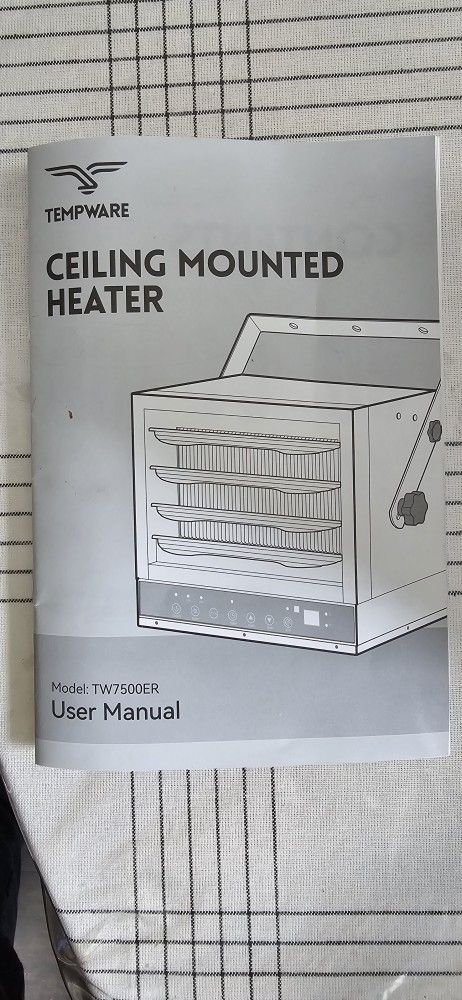 TEMPWARE
CEILING MOUNTED
HEATER
Model: TW7500ER
User Manual